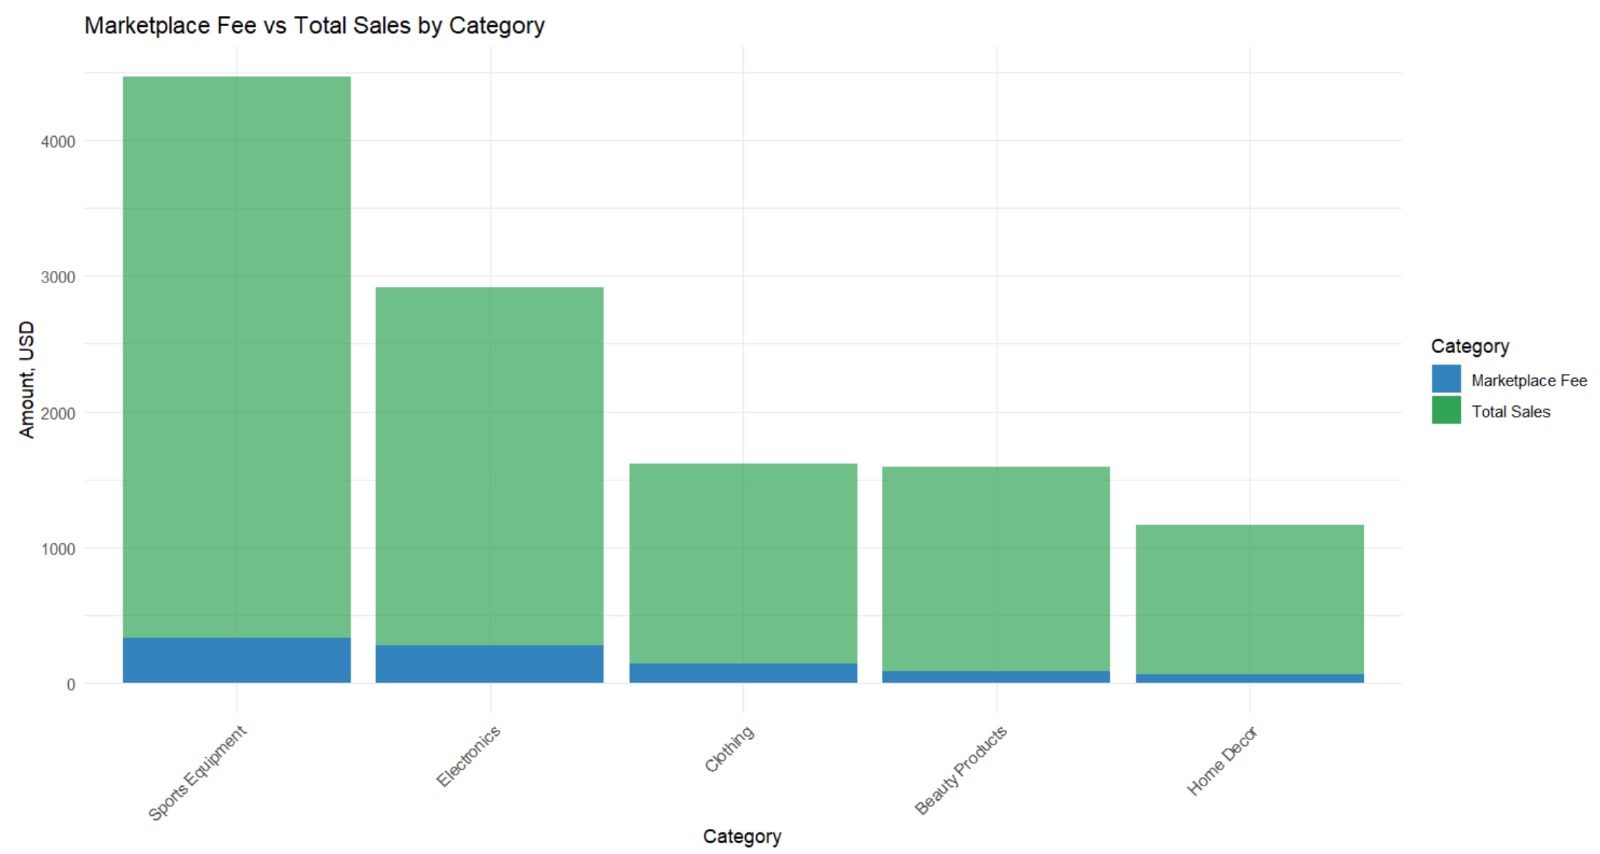 Marketplace Fee vs Total Sales by Category
4000
3000
2000
1000
0
Amount, USD
Sports Equipment
Electronics
Clothing
Beauty Products
Home Decor
Category
Category
Marketplace Fee
Total Sales